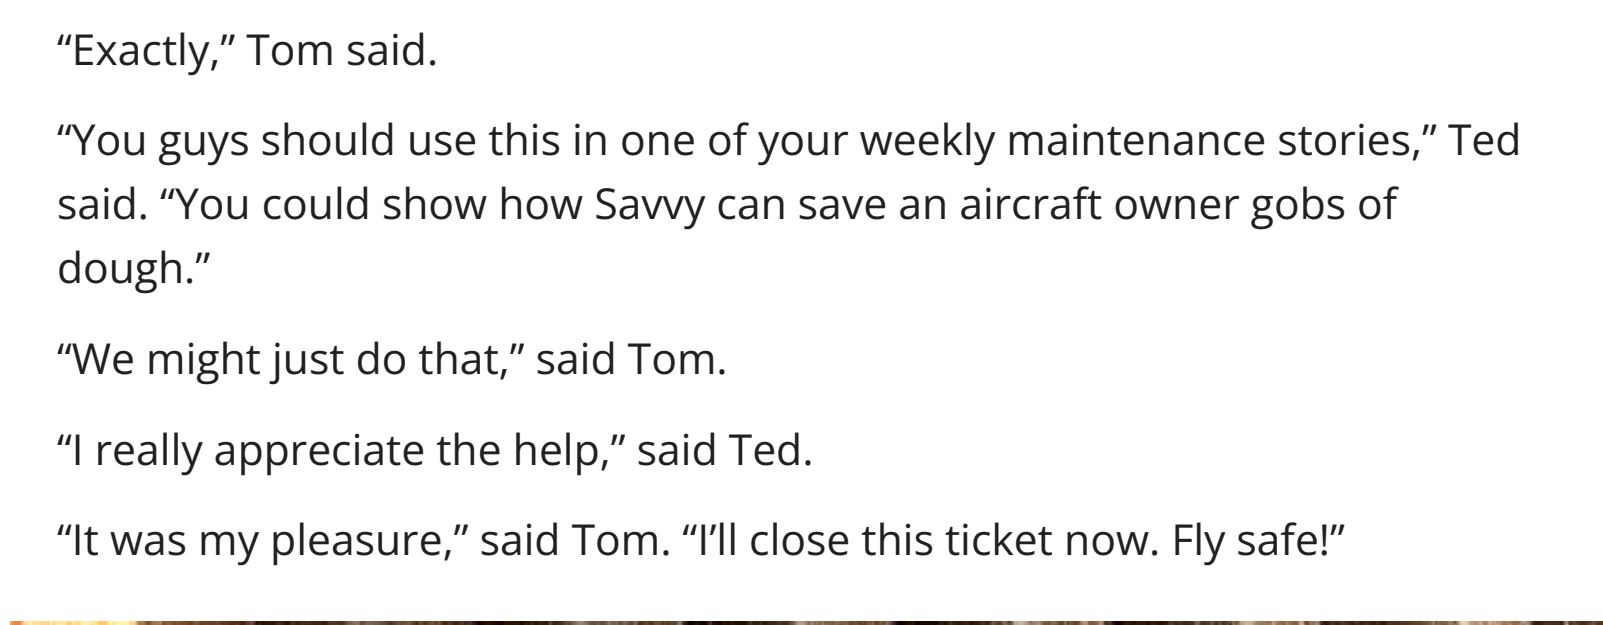 “Exactly,” Tom said.
“You guys should use this in one of your weekly maintenance stories,” Ted
said. “You could show how Savvy can save an aircraft owner gobs of
dough.”
“We might just do that,” said Tom.
“I really appreciate the help,” said Ted.
“It was my pleasure,” said Tom. “I’ll close this ticket now. Fly safe!”